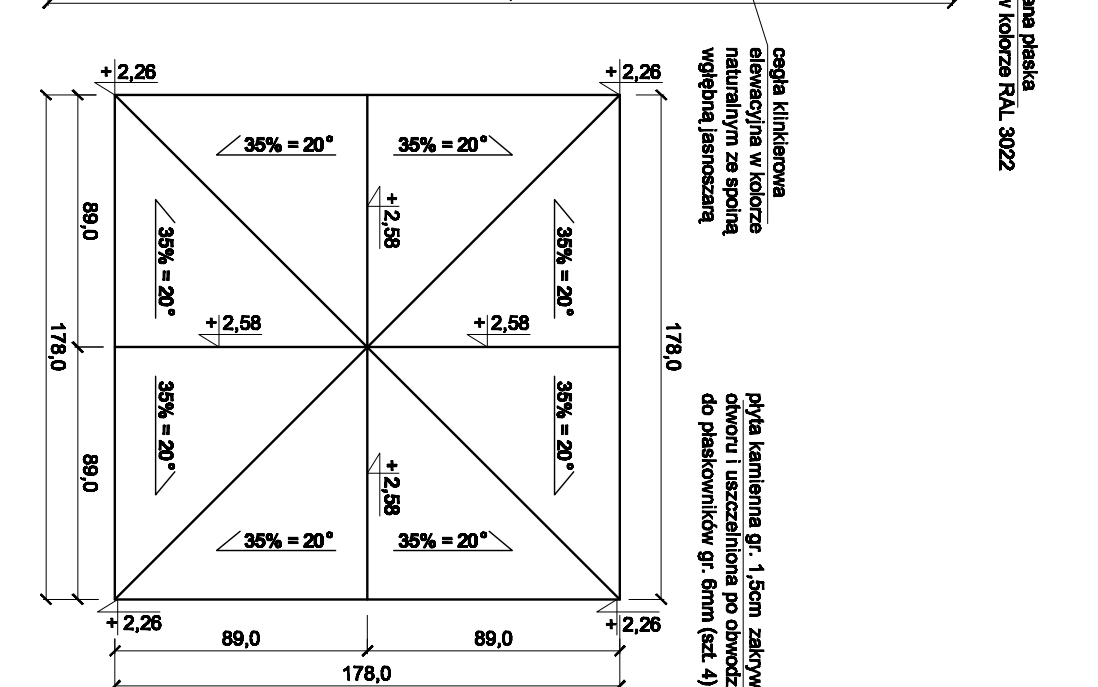 ana płaska
w kolorze RAL 3022
cegła klinkierowa
elewacyjna w kolorze
naturalnym ze spoiną
wgłębną jasnoszarą
+ 2,26
+ 2,26
35% = 20°
35% = 20°
+ 2,58
89,0
35% = 20°
35% = 20°
+ 2,58
+ 2,58
178,0
178,0
35% = 20°
35% = 20°
89,0
+ 2,58
35% = 20°
35% = 20°
+ 2,26
+ 2,26
89,0
89,0
178,0
płyta kamienna gr. 1,5cm zakryw
otworu i uszczelniona po obwodz
do płaskowników gr. 6mm (szt. 4)